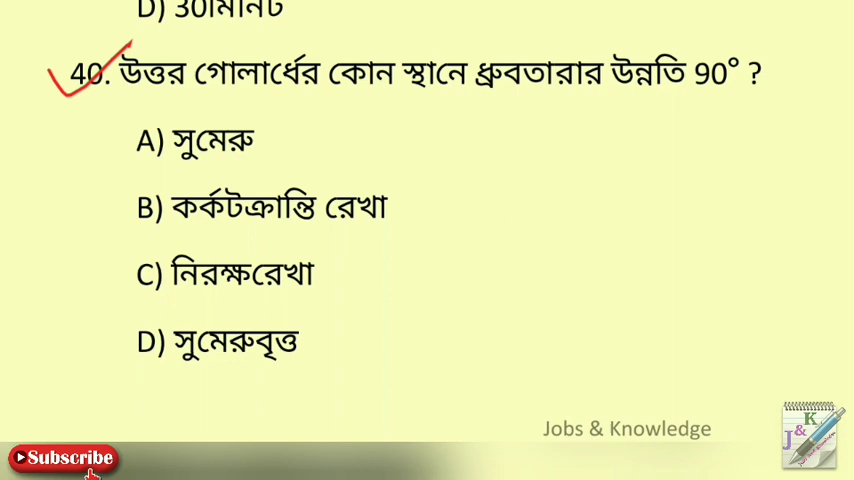 D) 30মিনিট
40. উত্তর গোলার্ধের কোন স্থানে ধ্রুবতারার উন্নতি 90° ?
A) সুমেরু
B) কর্কটক্রান্তি রেখা
C) নিরক্ষরেখা
D) সুমেরুবৃত্ত
Jobs & Knowledge
J&K
Subscribe